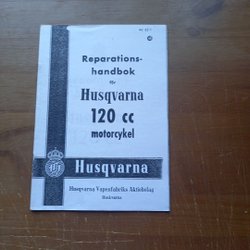 Reparations-
handbok
för
Husqvarna
120 cc
motorcykel
Husqvarna
Husqvarna Vapenfabriks Aktiebolag
Huskvarna